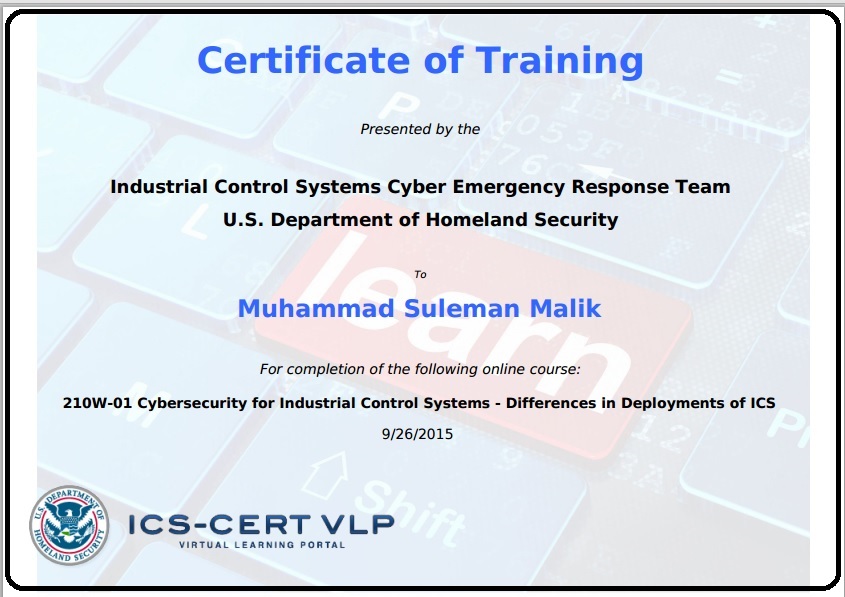 Certificate of Training
Presented by the
Industrial Control Systems Cyber Emergency Response Team
U.S. Department of Homeland Security
To
Muhammad Suleman Malik
learn
For completion of the following online course:
210W-01 Cybersecurity for Industrial Control Systems - Differences in Deployments of ICS
9/26/2015
P
L
M
Shift
U.S. DEPARTMENT OF HOMELAND SECURITY
ICS-CERT VLP
VIRTUAL LEARNING PORTAL